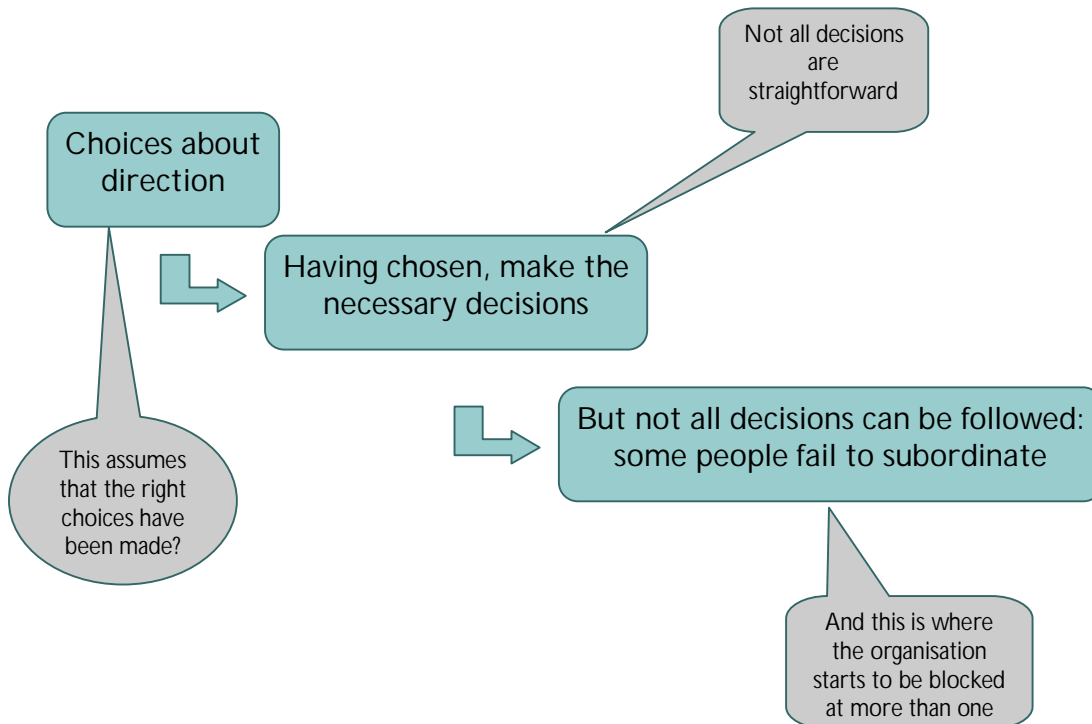 Not all decisions
are
straightforward
Choices about
direction
Having chosen, make the
necessary decisions
But not all decisions can be followed:
some people fail to subordinate
This assumes
that the right
choices have
been made?
And this is where
the organisation
starts to be blocked
at more than one